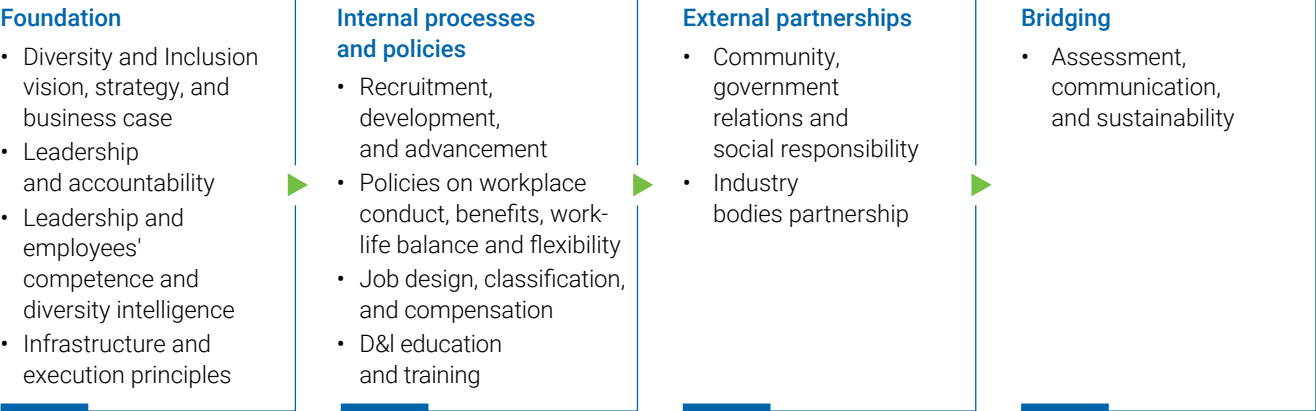 Foundation
• Diversity and Inclusion
vision, strategy, and
business case
• Leadership
and accountability
• Leadership and
employees'
competence and
diversity intelligence
• Infrastructure and
execution principles
Internal processes
and policies
• Recruitment,
development,
and advancement
• Policies on workplace
conduct, benefits, work-
life balance and flexibility
• Job design, classification,
and compensation
• D&I education
and training
External partnerships
• Community,
government
relations and
social responsibility
• Industry
bodies partnership
Bridging
• Assessment,
communication,
and sustainability